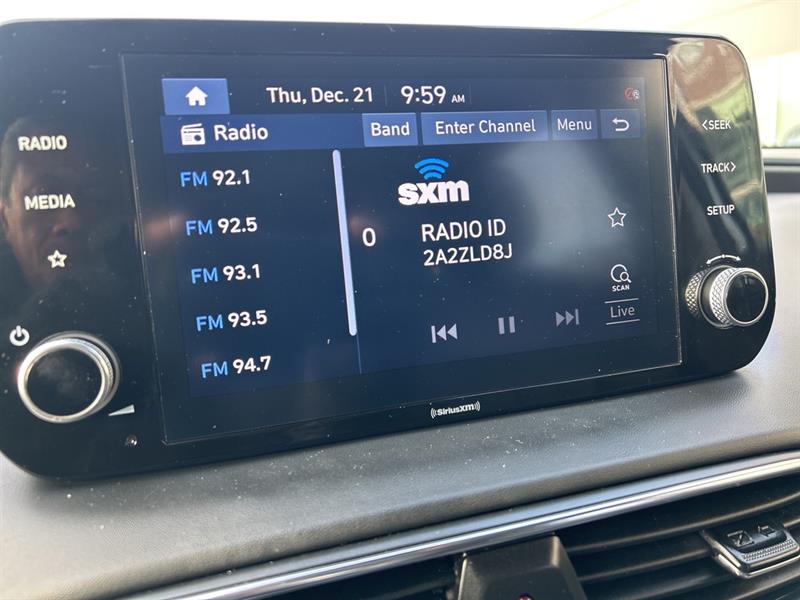 Thu, Dec. 21 9:59 AM
Radio Band Enter Channel Menu
RADIO
MEDIA
FM 92.1
FM 92.5
FM 93.1
FM 93.5
FM 94.7
sxm
0 RADIO ID
2A2ZLD8J
SCAN
Live
<SEEK
TRACK>
SETUP
((SiriusXM))